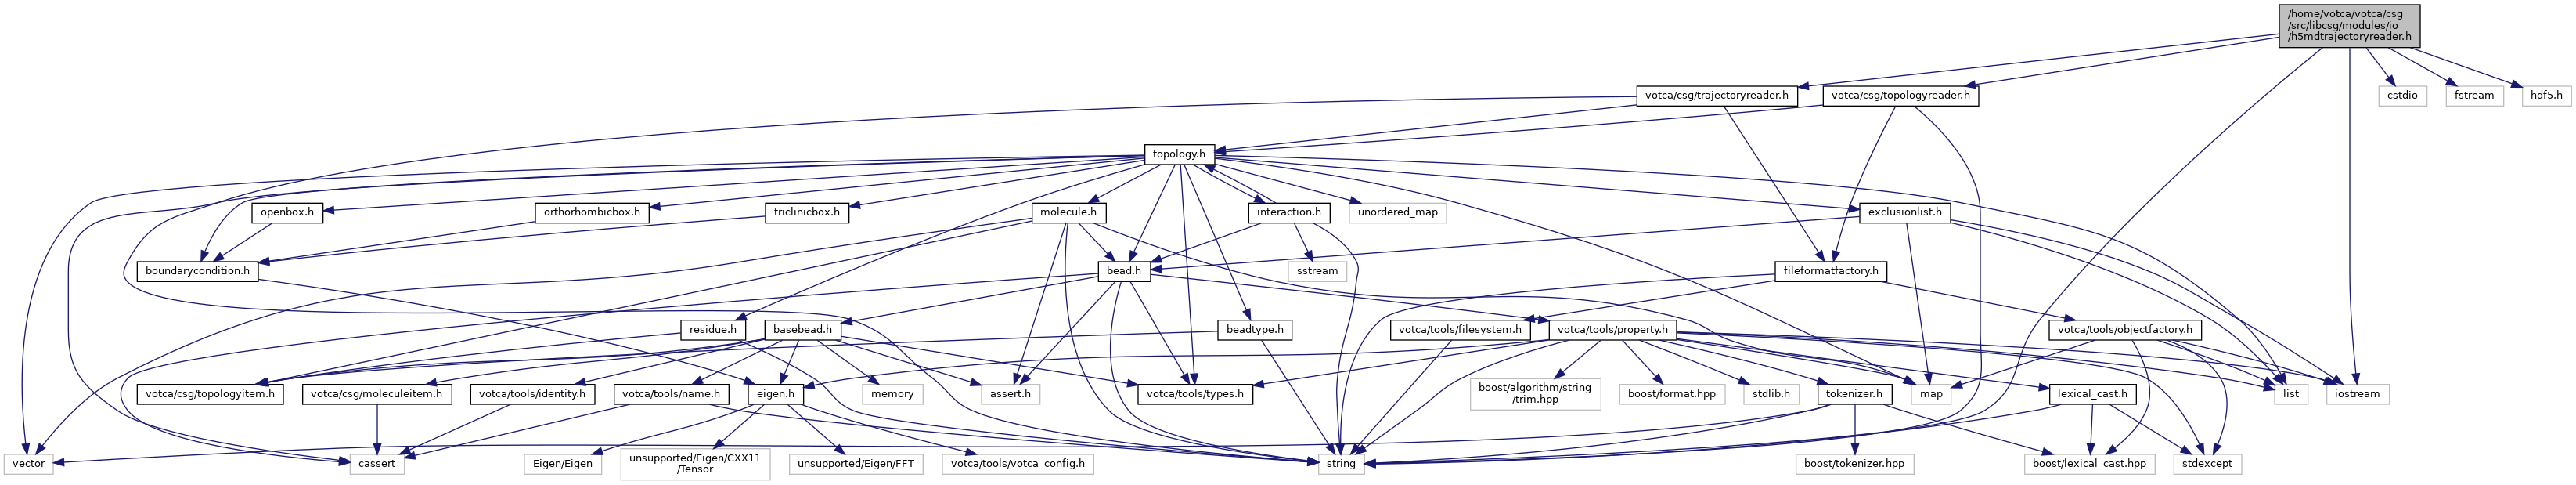 /home/votca/votca/csg
/src/libcsg/modules/io
/h5mdtrajectoryreader.h
votca/csg/trajectoryreader.h
votca/csg/topologyreader.h
cstdio
fstream
hdf5.h
topology.h
openbox.h
orthorhombicbox.h
triclinicbox.h
molecule.h
interaction.h
unordered_map
exclusionlist.h
boundarycondition.h
bead.h
sstream
fileformatfactory.h
residue.h
basebead.h
beadtype.h
votca/tools/filesystem.h
votca/tools/property.h
votca/tools/objectfactory.h
votca/csg/topologyitem.h
votca/csg/moleculeitem.h
votca/tools/identity.h
votca/tools/name.h
eigen.h
memory
assert.h
votca/tools/types.h
boost/algorithm/string
/trim.hpp
boost/format.hpp
stdlib.h
tokenizer.h
map
lexical_cast.h
list
iostream
vector
cassert
Eigen/Eigen
unsupported/Eigen/CXX11
/Tensor
unsupported/Eigen/FFT
votca/tools/votca_config.h
string
boost/tokenizer.hpp
boost/lexical_cast.hpp
stdexcept